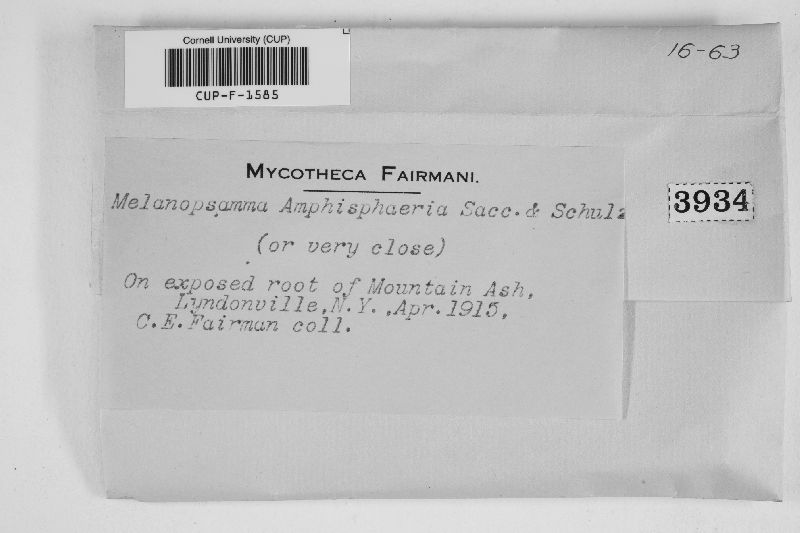 Cornell University (CUP)
CUP-F-1585
16-63
MYCOTHECA FAIRMANI.
3934
Melanopsamma Amphisphaeria Sacc. & Schulz
(or very close)
On exposed root of Mountain Ash,
Lyndonville, N.Y., Apr. 1915,
C.E. Fairman coll.